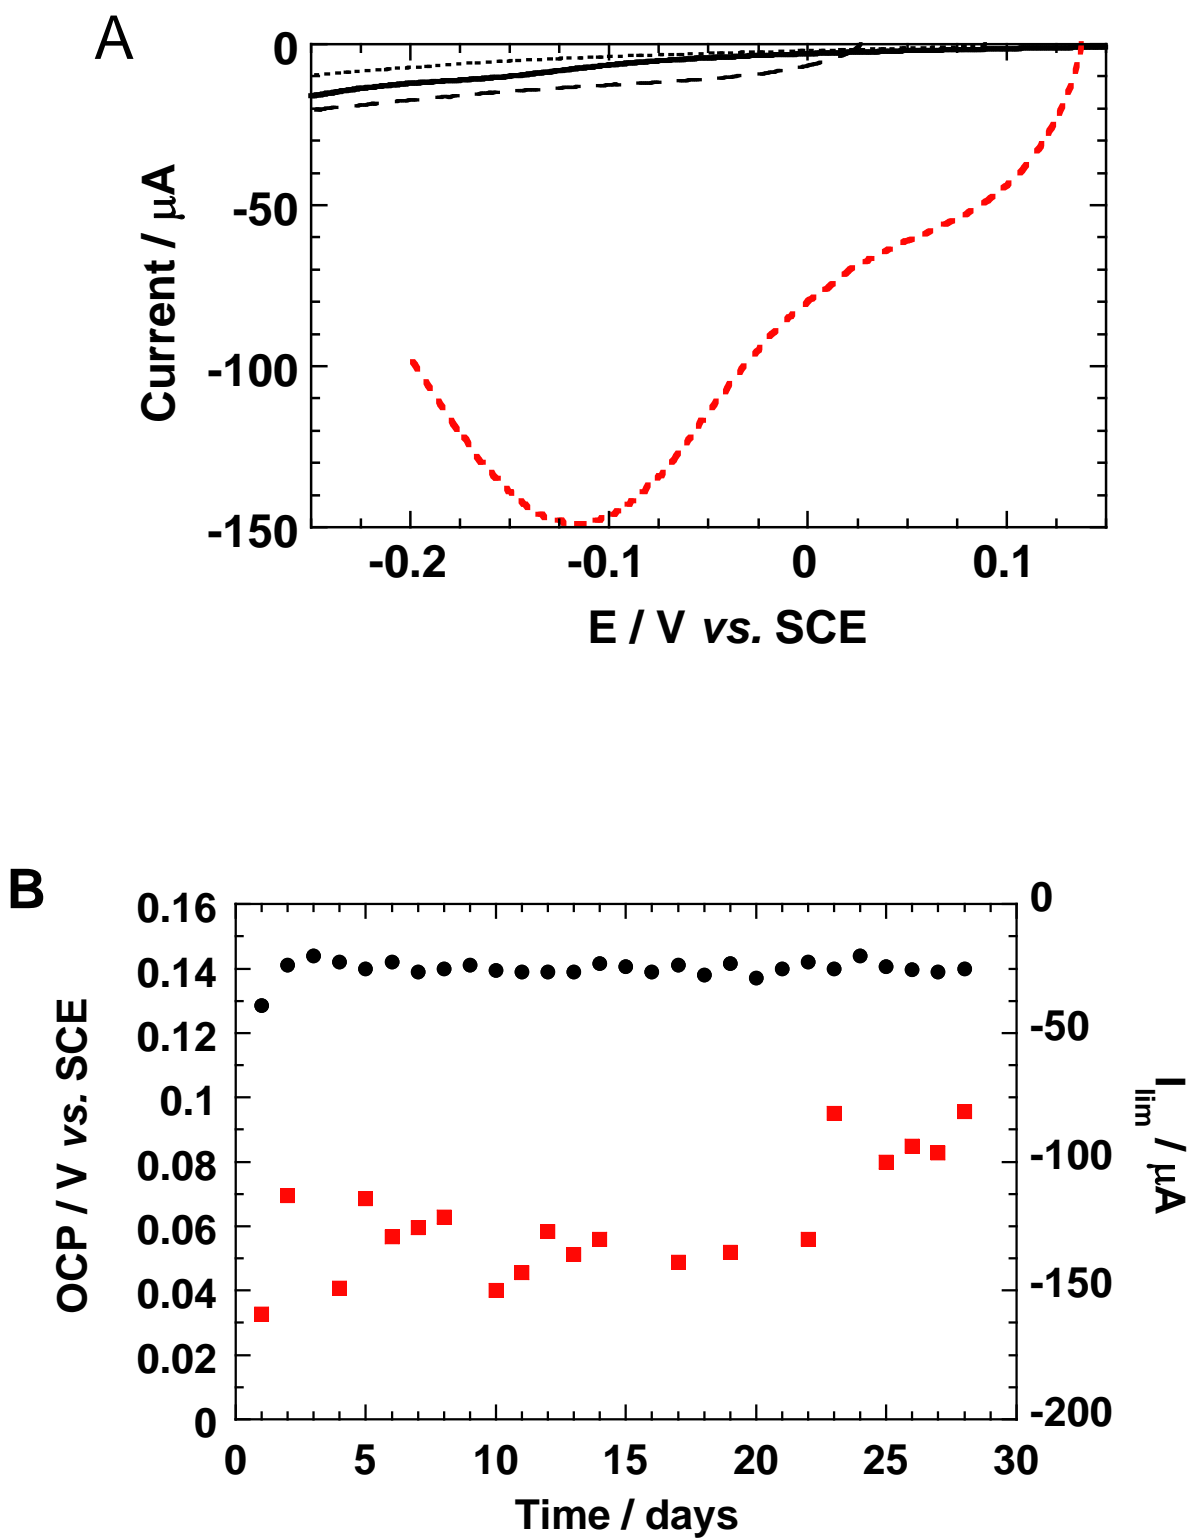 A
0
-50
-100
-150
Current / μA
-0.2 -0.1 0 0.1
E / V vs. SCE
B
0.16
0.14
0.12
0.1
0.08
0.06
0.04
0.02
0
OCP / V vs. SCE
0
-50
-100
-150
-200
I lim / μA
0 5 10 15 20 25 30
Time / days